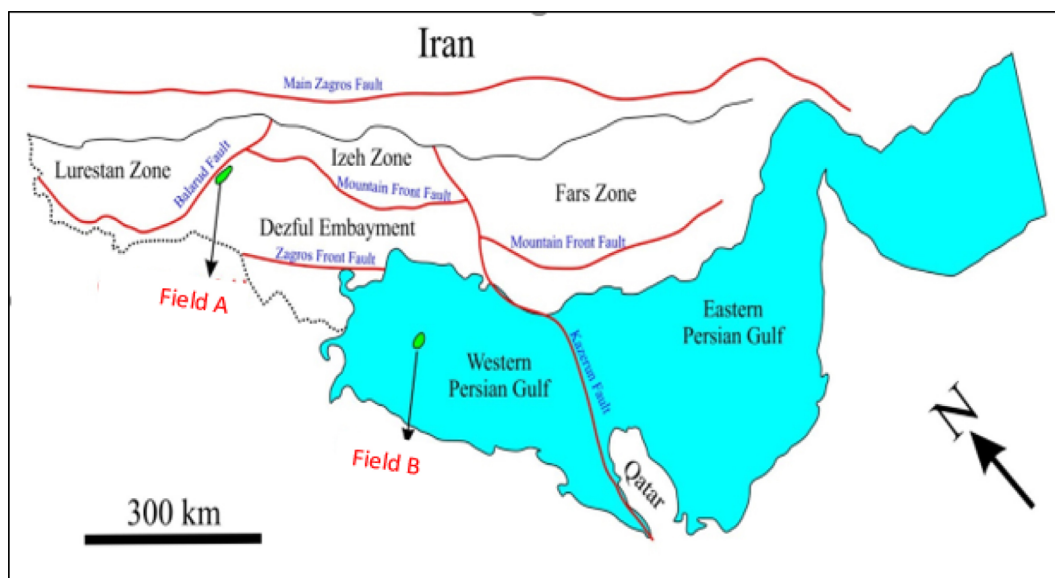 Iran
Main Zagros Fault
Lurestan Zone
Balarud Fault
Izeh Zone
Mountain Front Fault
Fars Zone
Dezful Embayment
Mountain Front Fault
Zagros Front Fault
Field A
Eastern
Persian Gulf
Kazerun Fault
Western
Persian Gulf
Field B
Qatar
N
300 km